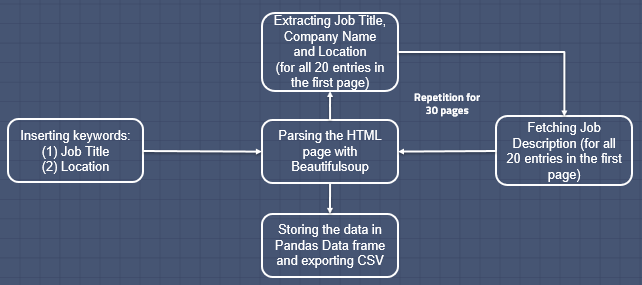 Extracting Job Title,
Company Name
and Location
(for all 20 entries in
the first page)
Repetition for
30 pages
Inserting keywords:
(1) Job Title
(2) Location
Parsing the HTML
page with
Beautifulsoup
Fetching Job
Description (for all
20 entries in the first
page)
Storing the data in
Pandas Data frame
and exporting CSV